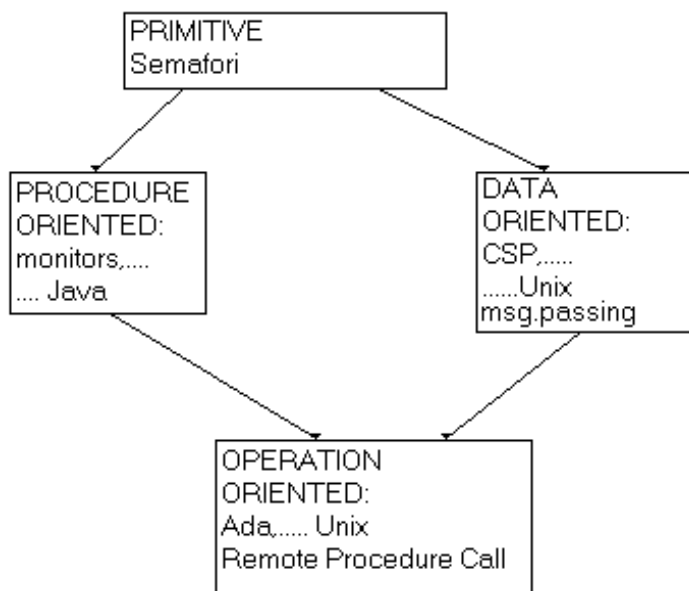 PRIMITIVE
Semafori
PROCEDURE
ORIENTED:
monitors,....
.... Java
DATA
ORIENTED:
CSP,.....
......Unix
msg.passing
OPERATION
ORIENTED:
Ada,..... Unix
Remote Procedure Call